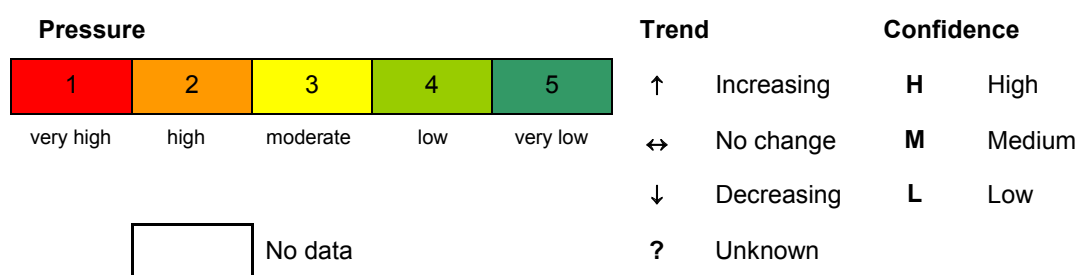 Pressure Trend Confidence
1 2 3 4 5 ↑ Increasing H High
very high high moderate low very low ↔ No change M Medium
↓ Decreasing L Low
No data ? Unknown